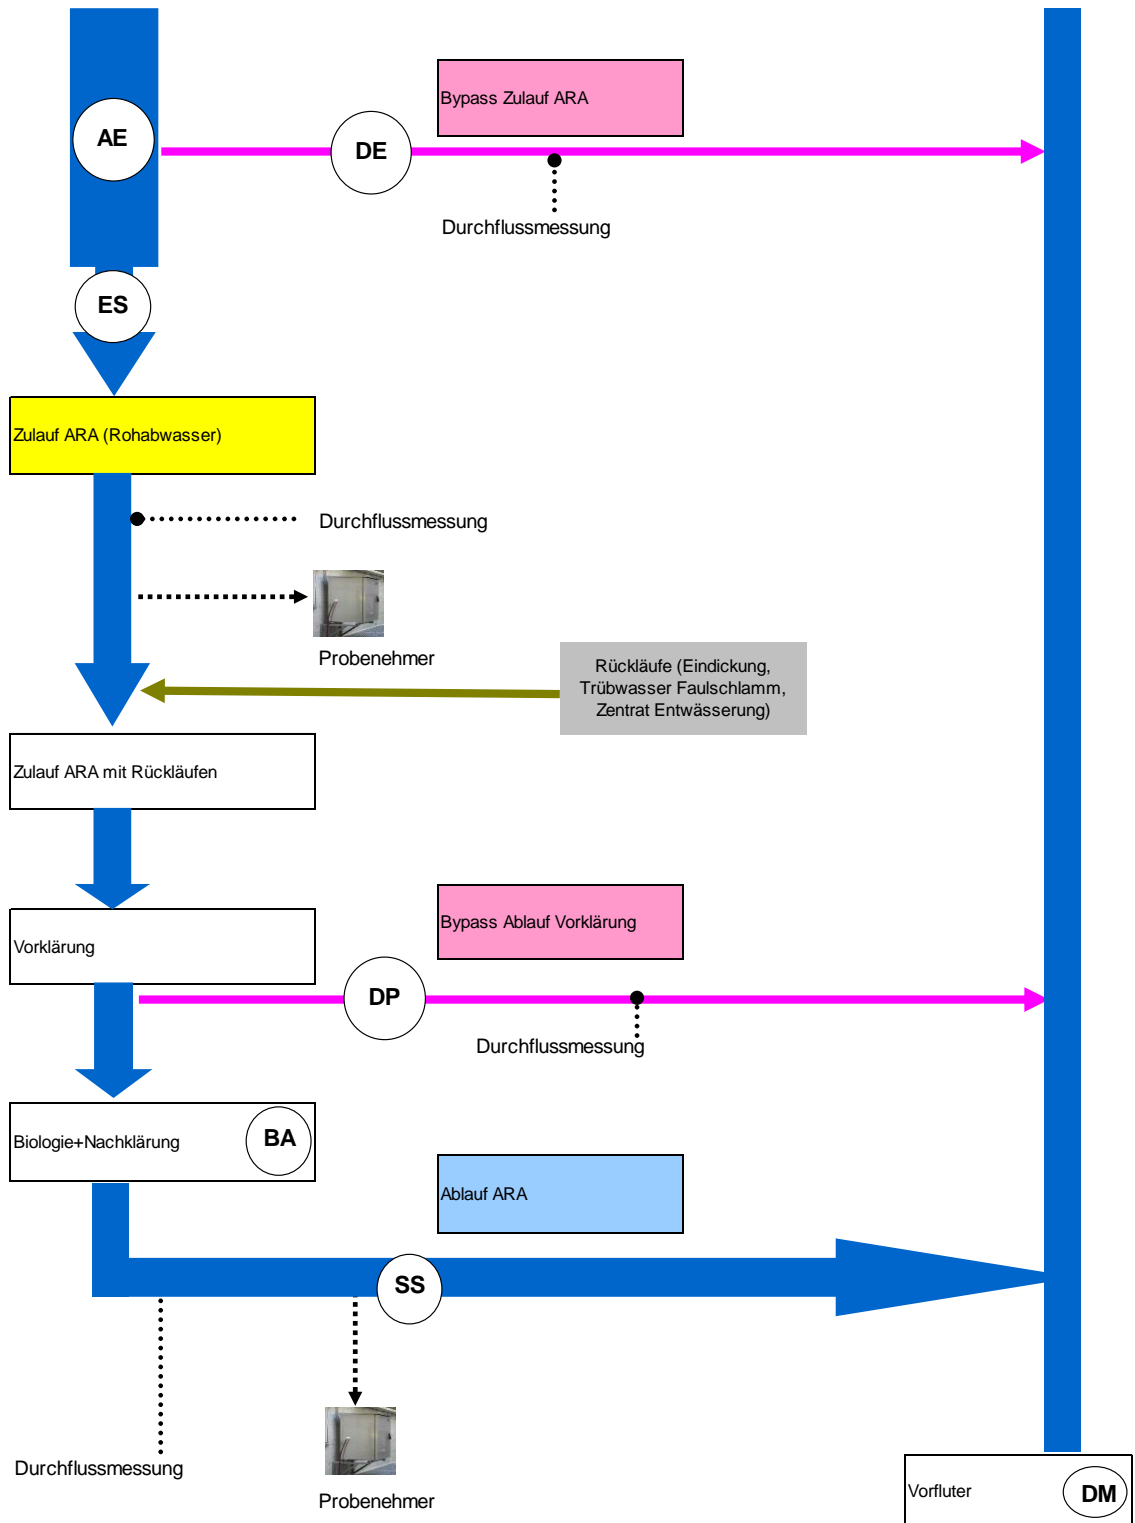 Bypass Zulauf ARA
AE
DE
Durchflussmessung
ES
Zulauf ARA (Rohabwasser)
Durchflussmessung
Probenehmer
Rückläufe (Eindickung,
Trübwasser Faulschlamm,
Zentrat Entwässerung)
Zulauf ARA mit Rückläufen
Bypass Ablauf Vorklärung
Vorklärung
DP
Durchflussmessung
Biologie+Nachklärung
BA
Ablauf ARA
SS
Durchflussmessung
Probenehmer
Vorfluter
DM